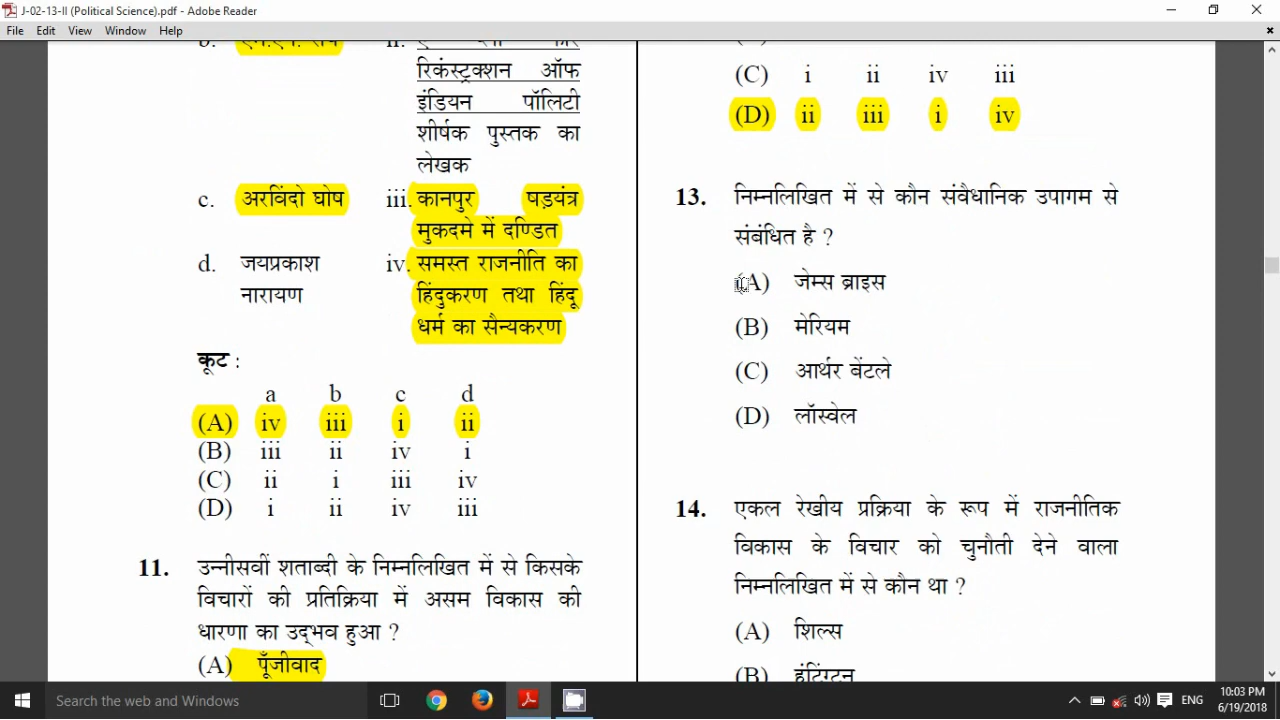 J-02-13-II (Political Science).pdf - Adobe Reader
File Edit View Window Help
रिकंस्ट्रक्शन ऑफ
इंडियन पॉलिटी
शीर्षक पुस्तक का
लेखक
c. अरविंदो घोष iii. कानपुर षड़यंत्र
मुकदमे में दण्डित
d. जयप्रकाश iv. समस्त राजनीति का
नारायण हिंदुकरण तथा हिंदू
धर्म का सैन्यकरण
कूट :
a b c d
(A) iv iii i ii
(B) iii ii iv i
(C) ii i iii iv
(D) i ii iv iii
11. उन्नीसवीं शताब्दी के निम्नलिखित में से किसके
विचारों की प्रतिक्रिया में असम विकास की
धारणा का उद्‌भव हुआ ?
(A) पूँजीवाद
(C) i ii iv iii
(D) ii iii i iv
13. निम्नलिखित में से कौन संवैधानिक उपागम से
संबंधित है ?
(A) जेम्स ब्राइस
(B) मेरियम
(C) आर्थर बेंटले
(D) लॉस्वेल
14. एकल रेखीय प्रक्रिया के रूप में राजनीतिक
विकास के विचार को चुनौती देने वाला
निम्नलिखित में से कौन था ?
(A) शिल्स
(B) हंटिंग्टन
Search the web and Windows
ENG
10:03 PM
6/19/2018